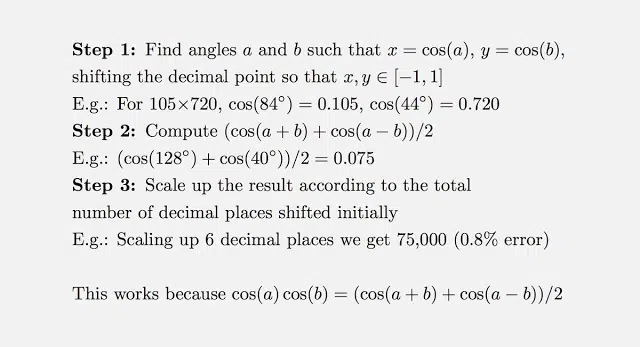 Step 1: Find angles a and b such that x = cos(a), y = cos(b),
shifting the decimal point so that x, y ∈ [−1, 1]
E.g.: For 105×720, cos(84°) = 0.105, cos(44°) = 0.720
Step 2: Compute (cos(a + b) + cos(a − b))/2
E.g.: (cos(128°) + cos(40°))/2 = 0.075
Step 3: Scale up the result according to the total
number of decimal places shifted initially
E.g.: Scaling up 6 decimal places we get 75,000 (0.8% error)
This works because cos(a) cos(b) = (cos(a + b) + cos(a − b))/2